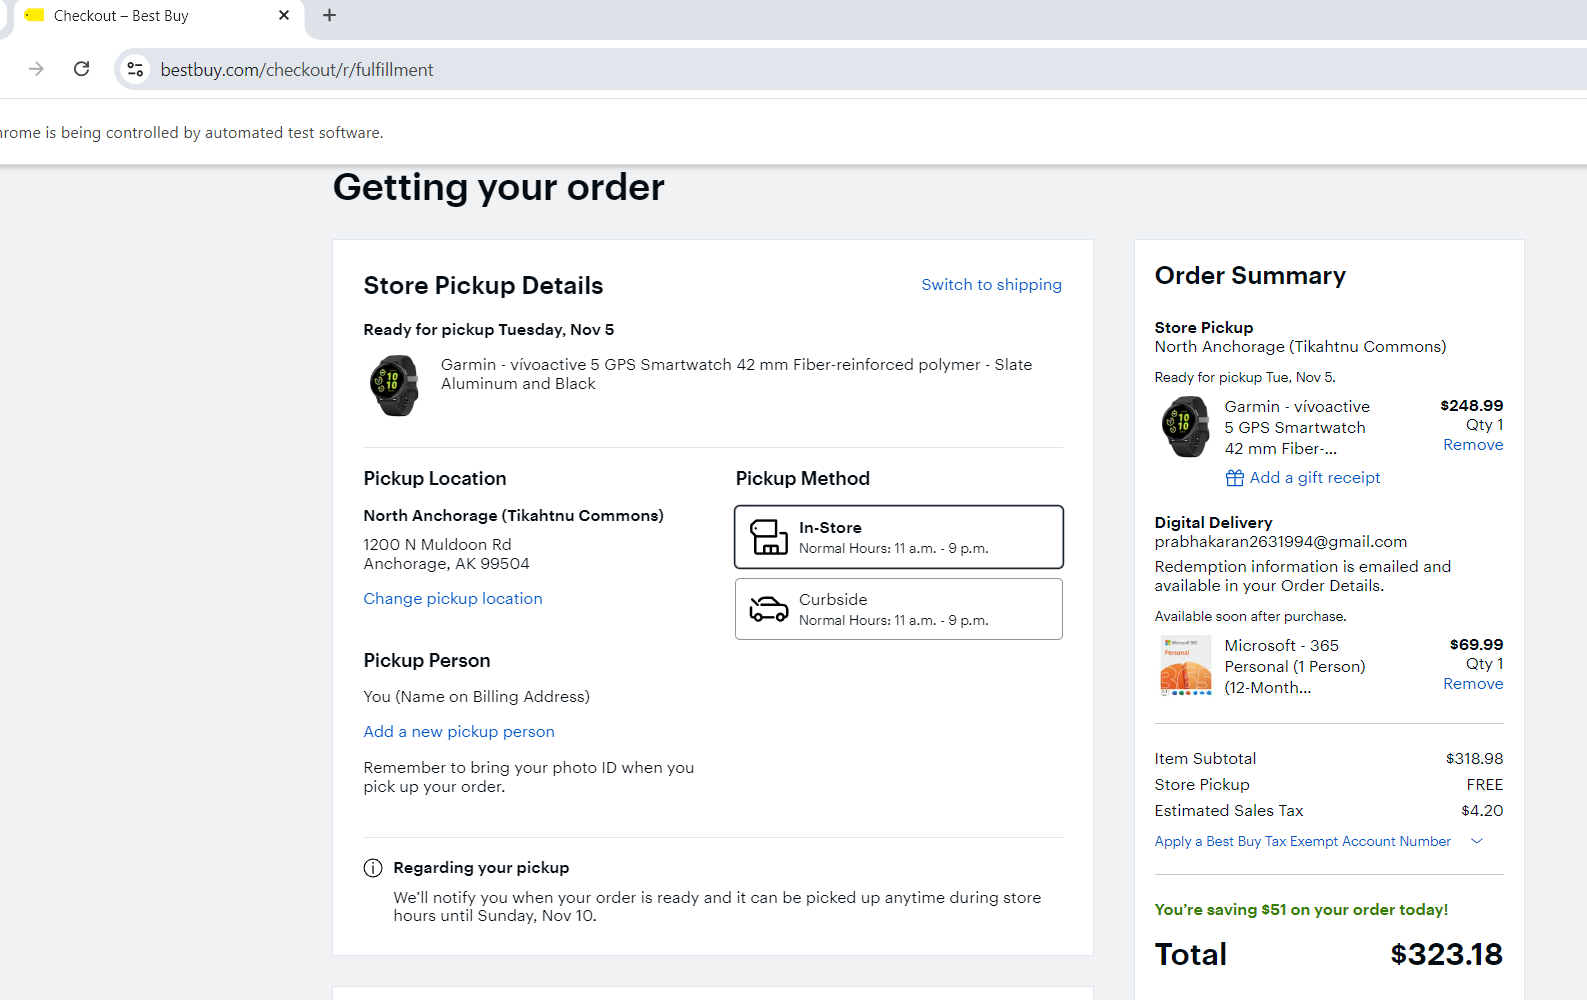 Checkout – Best Buy
bestbuy.com/checkout/r/fulfillment
hrome is being controlled by automated test software.
Getting your order
Store Pickup Details
Switch to shipping
Ready for pickup Tuesday, Nov 5
Garmin - vívoactive 5 GPS Smartwatch 42 mm Fiber-reinforced polymer - Slate
Aluminum and Black
Pickup Location
North Anchorage (Tikahtnu Commons)
1200 N Muldoon Rd
Anchorage, AK 99504
Change pickup location
Pickup Method
In-Store
Normal Hours: 11 a.m. - 9 p.m.
Curbside
Normal Hours: 11 a.m. - 9 p.m.
Pickup Person
You (Name on Billing Address)
Add a new pickup person
Remember to bring your photo ID when you
pick up your order.
Regarding your pickup
We'll notify you when your order is ready and it can be picked up anytime during store
hours until Sunday, Nov 10.
Order Summary
Store Pickup
North Anchorage (Tikahtnu Commons)
Ready for pickup Tue, Nov 5.
Garmin - vívoactive
5 GPS Smartwatch
42 mm Fiber-...
$248.99
Qty 1
Remove
Add a gift receipt
Digital Delivery
prabhakaran2631994@gmail.com
Redemption information is emailed and
available in your Order Details.
Available soon after purchase.
Microsoft 365
Personal
Microsoft - 365
Personal (1 Person)
(12-Month...
$69.99
Qty 1
Remove
Item Subtotal $318.98
Store Pickup FREE
Estimated Sales Tax $4.20
Apply a Best Buy Tax Exempt Account Number
You're saving $51 on your order today!
Total $323.18